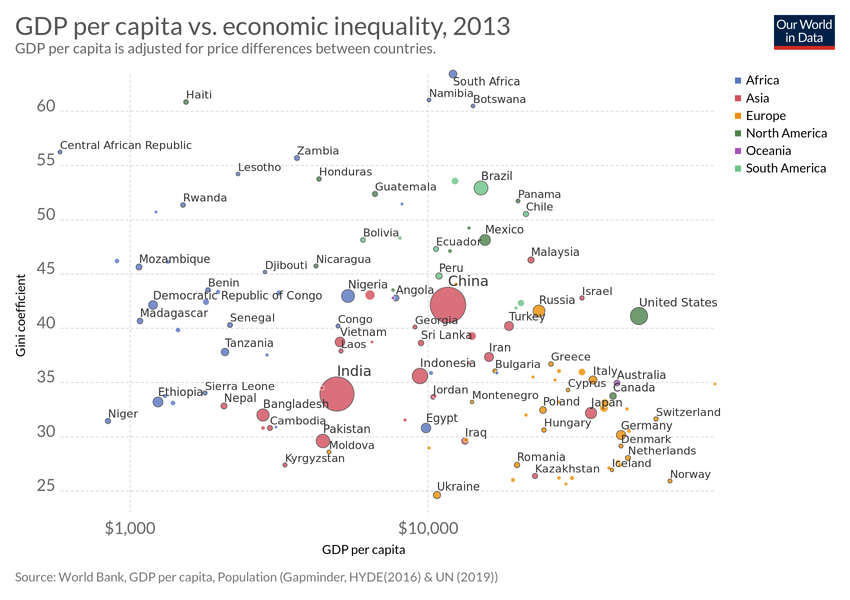 GDP per capita vs. economic inequality, 2013
GDP per capita is adjusted for price differences between countries.
Our World
in Data
Africa
Asia
Europe
North America
Oceania
South America
Gini coefficient
60
55
50
45
40
35
30
25
South Africa
Namibia
Botswana
Haiti
Central African Republic
Zambia
Lesotho
Honduras
Brazil
Guatemala
Rwanda
Panama
Chile
Bolivia
Mexico
Ecuador
Malaysia
Mozambique
Djibouti
Nicaragua
Peru
China
Benin
Nigeria
Angola
Israel
Democratic Republic of Congo
Russia
United States
Madagascar
Senegal
Congo
Georgia
Turkey
Vietnam
Sri Lanka
Laos
Tanzania
Iran
Indonesia
Bulgaria
Greece
India
Italy
Australia
Ethiopia
Sierra Leone
Cyprus
Canada
Nepal
Jordan
Montenegro
Bangladesh
Poland
Japan
Niger
Cambodia
Egypt
Hungary
Switzerland
Pakistan
Iraq
Germany
Moldova
Denmark
Netherlands
Kyrgyzstan
Romania
Iceland
Kazakhstan
Norway
Ukraine
$1,000
$10,000
GDP per capita
Source: World Bank, GDP per capita, Population (Gapminder, HYDE(2016) & UN (2019))